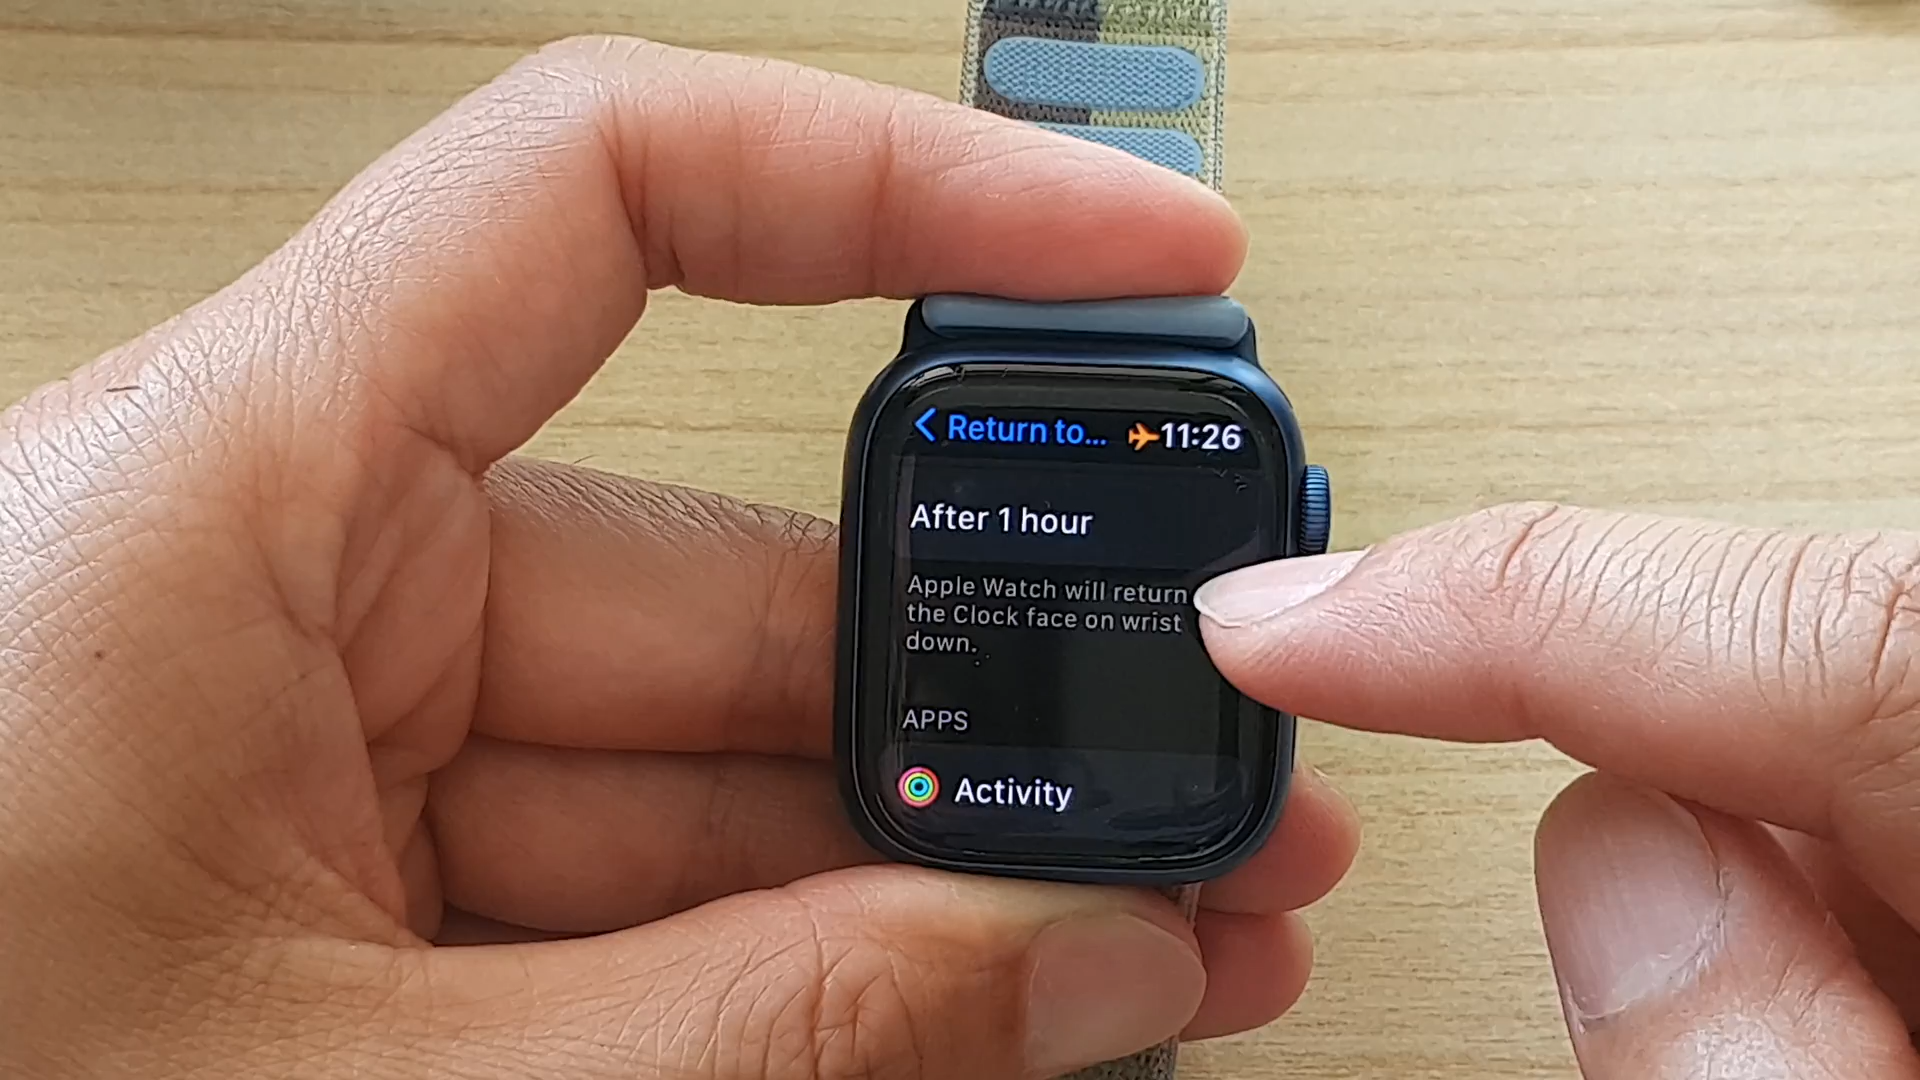 Return to... 11:26
After 1 hour
Apple Watch will return
the Clock face on wrist
down.
APPS
Activity